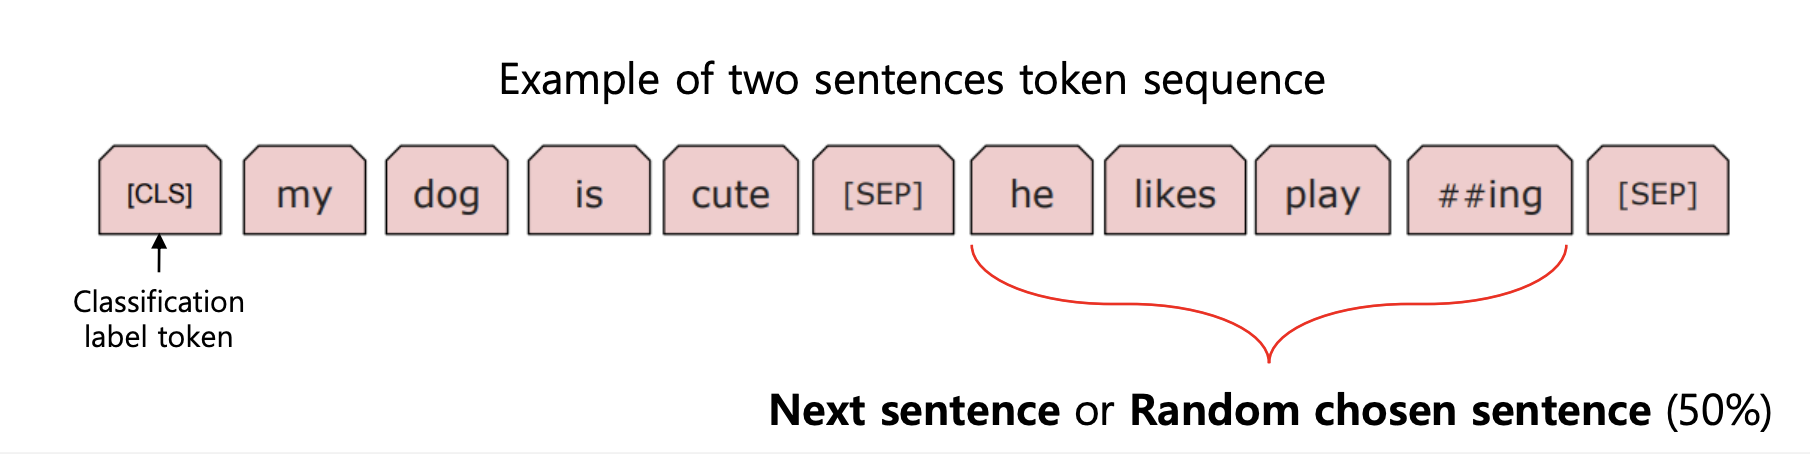 Example of two sentences token sequence
[CLS] my dog is cute [SEP] he likes play ##ing [SEP]
Classification
label token
Next sentence or Random chosen sentence (50%)